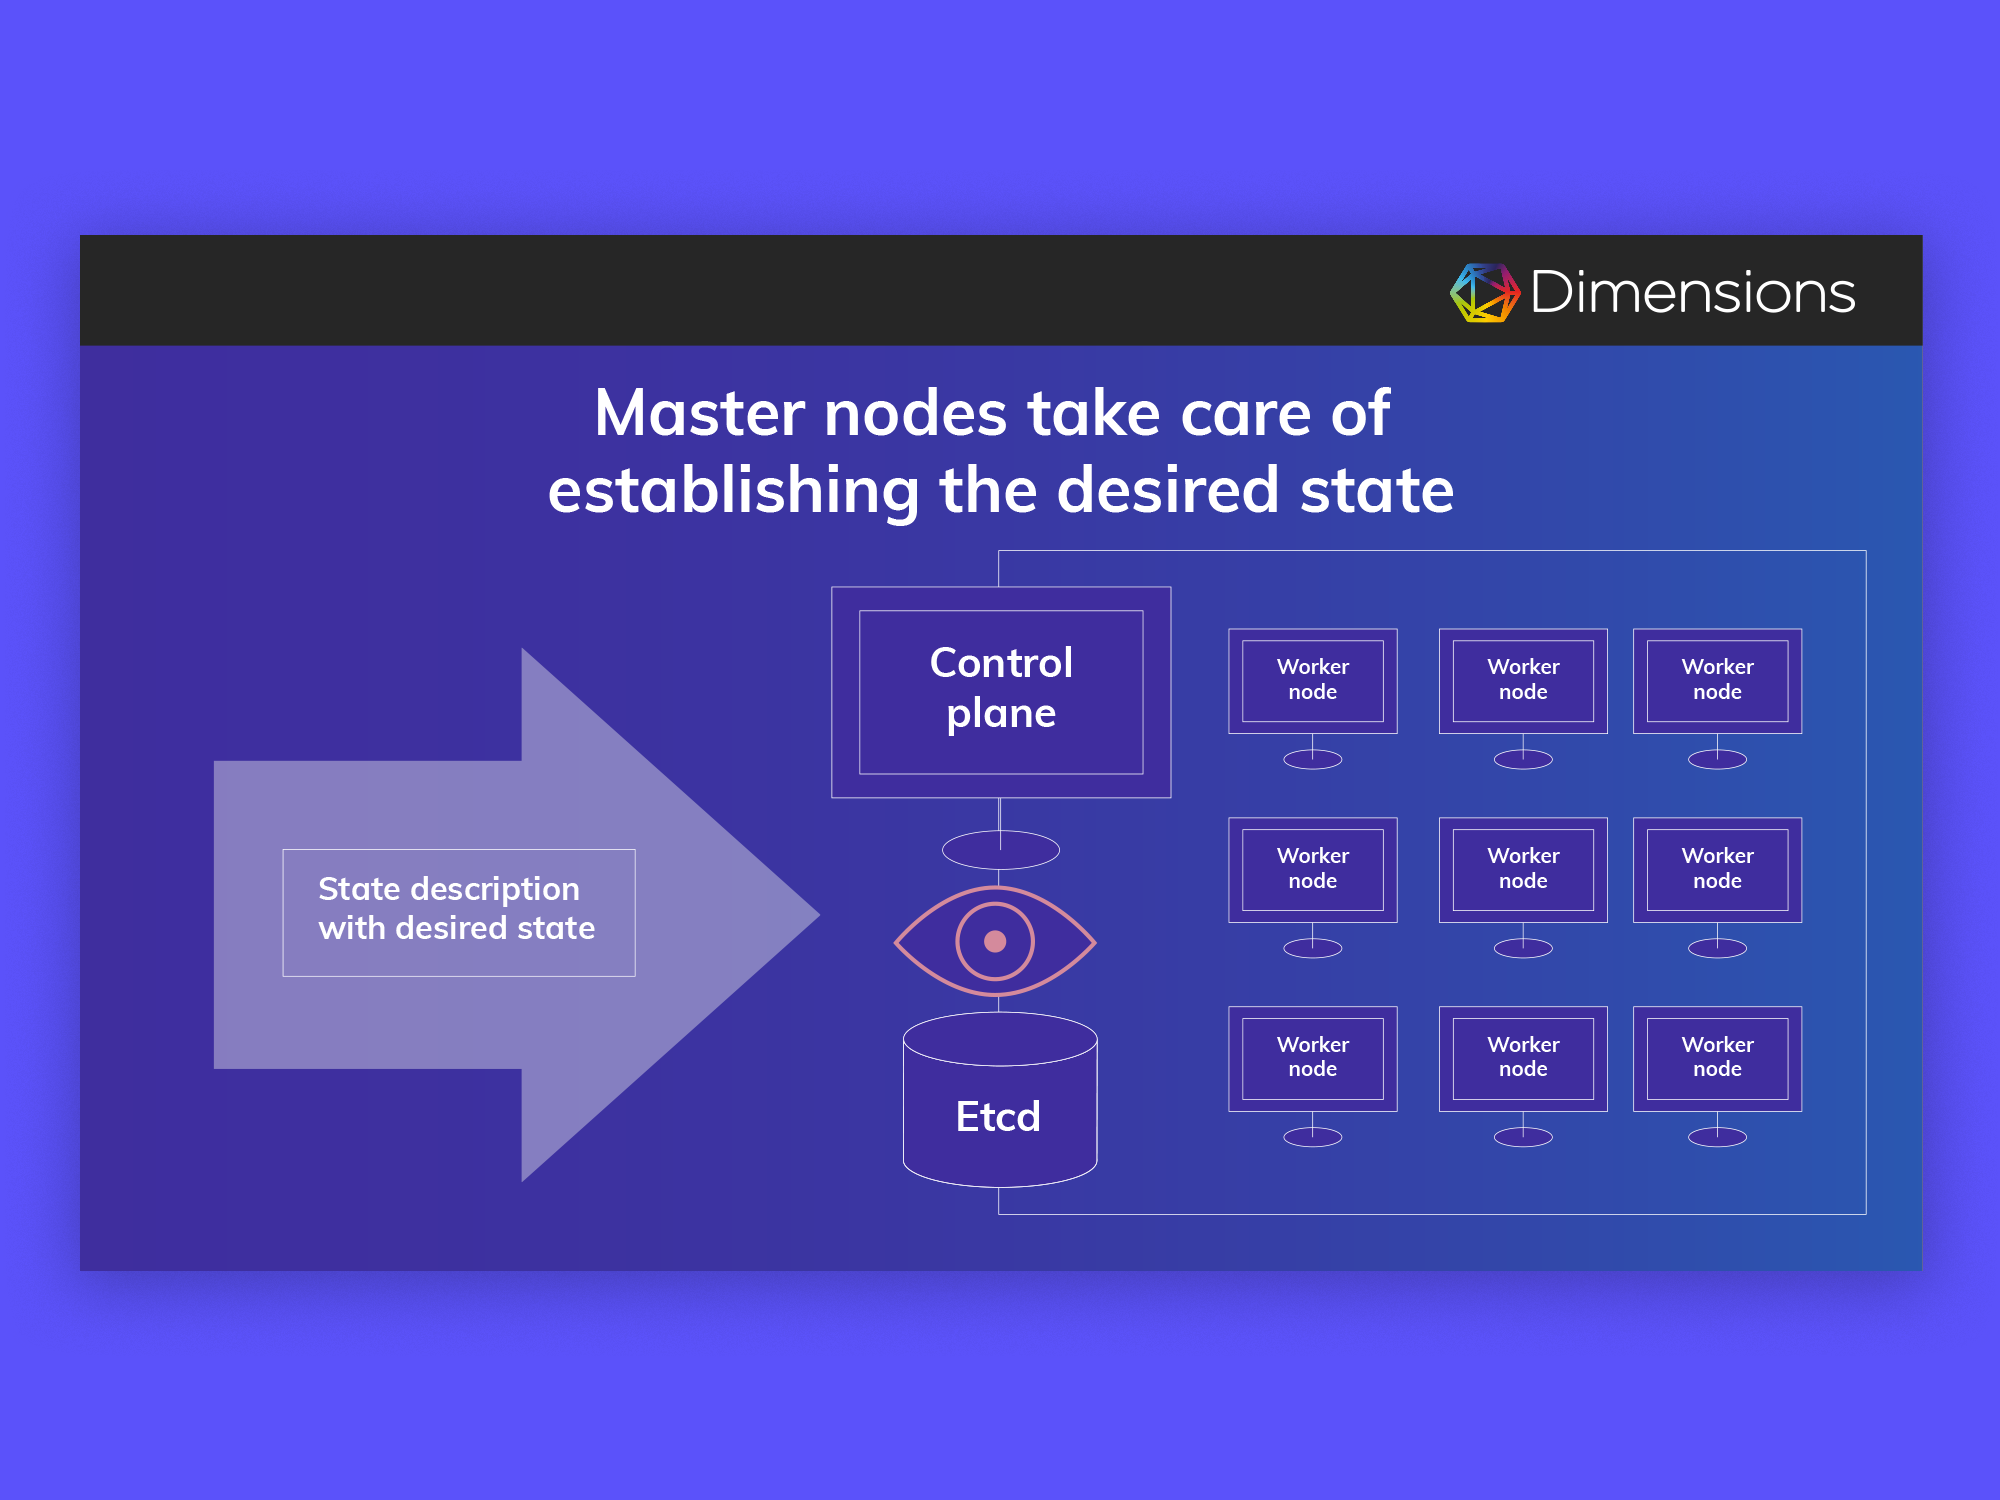 Dimensions
Master nodes take care of
establishing the desired state
State description
with desired state
Control
plane
Etcd
Worker
node
Worker
node
Worker
node
Worker
node
Worker
node
Worker
node
Worker
node
Worker
node
Worker
node